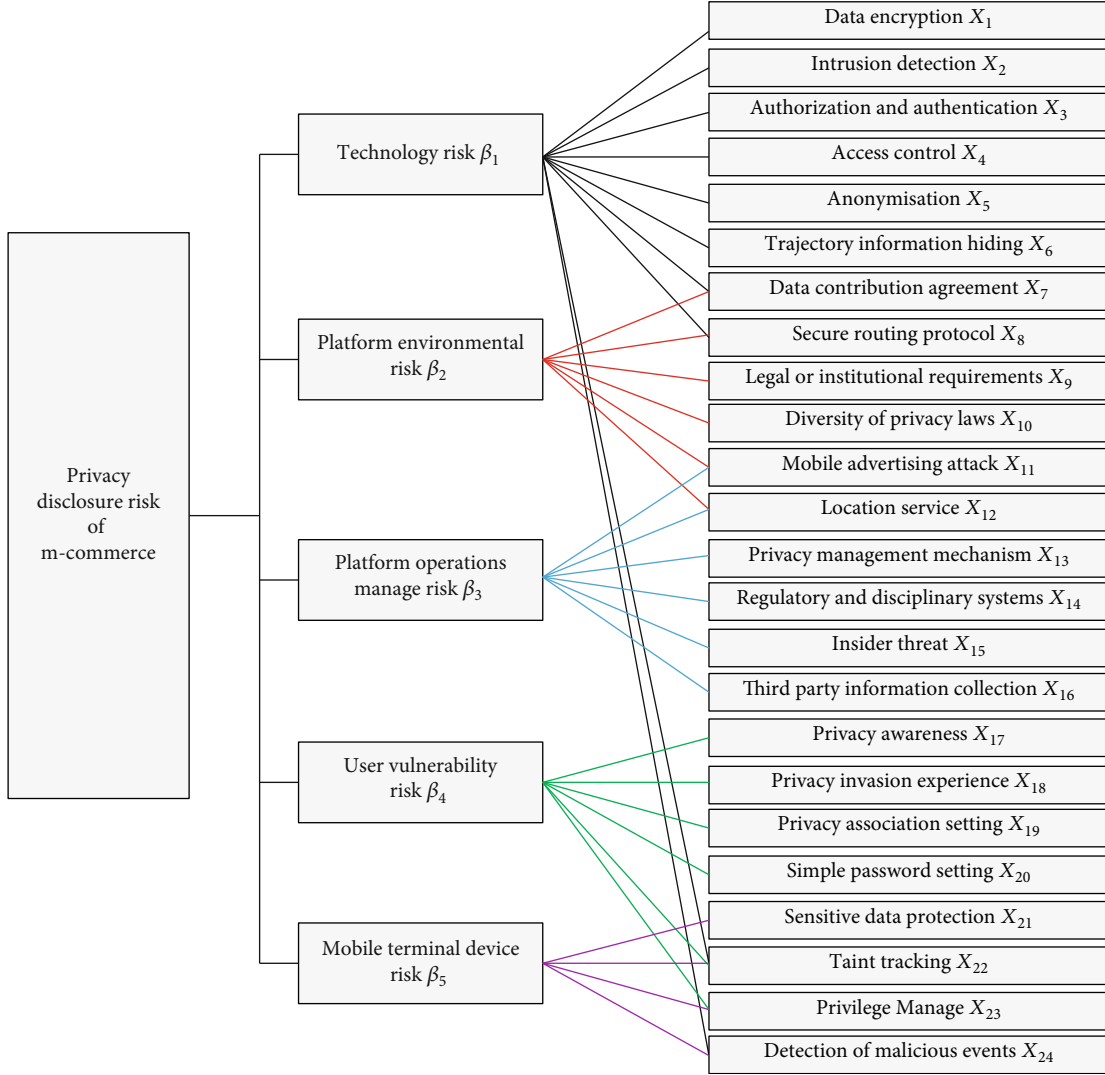 Privacy
disclosure risk
of
m-commerce
Technology risk β₁
Platform environmental
risk β₂
Platform operations
manage risk β₃
User vulnerability
risk β₄
Mobile terminal device
risk β₅
Data encryption X₁
Intrusion detection X₂
Authorization and authentication X₃
Access control X₄
Anonymisation X₅
Trajectory information hiding X₆
Data contribution agreement X₇
Secure routing protocol X₈
Legal or institutional requirements X₉
Diversity of privacy laws X₁₀
Mobile advertising attack X₁₁
Location service X₁₂
Privacy management mechanism X₁₃
Regulatory and disciplinary systems X₁₄
Insider threat X₁₅
Third party information collection X₁₆
Privacy awareness X₁₇
Privacy invasion experience X₁₈
Privacy association setting X₁₉
Simple password setting X₂₀
Sensitive data protection X₂₁
Taint tracking X₂₂
Privilege Manage X₂₃
Detection of malicious events X₂₄